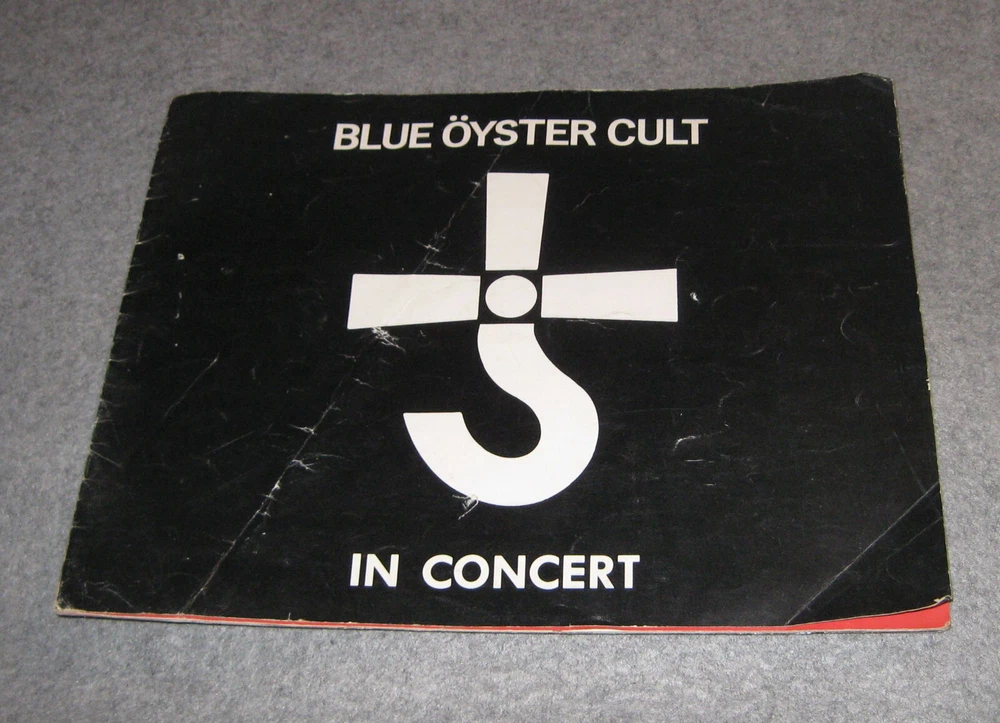 BLUE ÖYSTER CULT
IN CONCERT